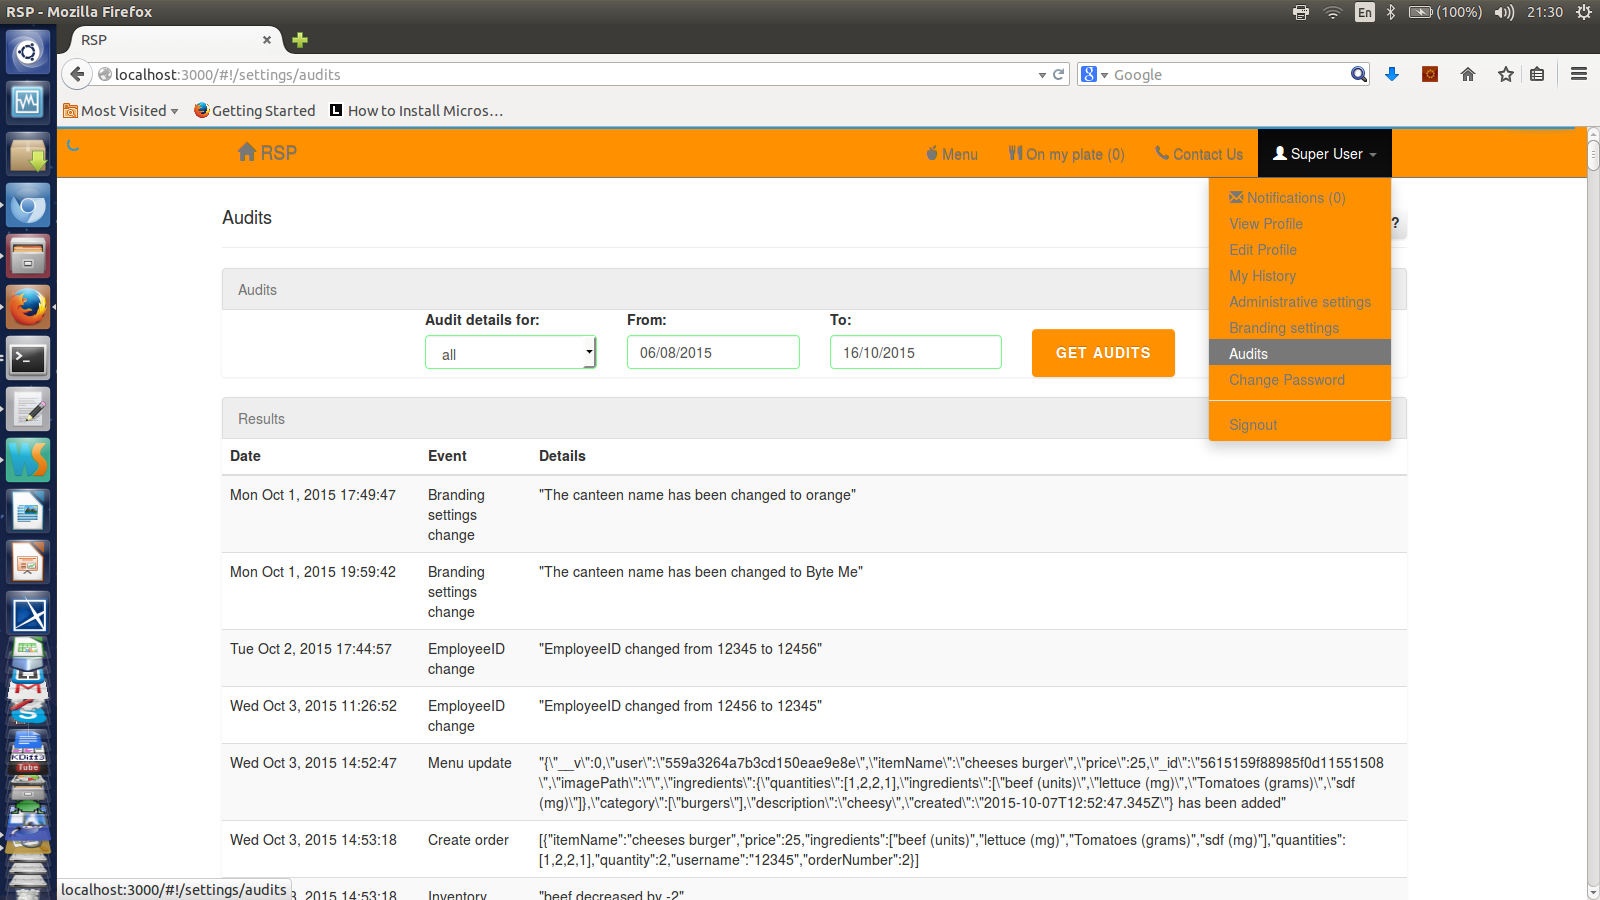 RSP - Mozilla Firefox
En
(100%)
21:30
RSP
localhost:3000/#!/settings/audits
Google
Most Visited
Getting Started
How to Install Micros…
RSP
Menu
On my plate (0)
Contact Us
Super User
Notifications (0)
View Profile
Edit Profile
My History
Administrative settings
Branding settings
Audits
Change Password
Signout
Audits
?
Audits
Audit details for:
From:
To:
all
06/08/2015
16/10/2015
GET AUDITS
Results
Date Event Details
Mon Oct 1, 2015 17:49:47 Branding settings change "The canteen name has been changed to orange"
Mon Oct 1, 2015 19:59:42 Branding settings change "The canteen name has been changed to Byte Me"
Tue Oct 2, 2015 17:44:57 EmployeeID change "EmployeeID changed from 12345 to 12456"
Wed Oct 3, 2015 11:26:52 EmployeeID change "EmployeeID changed from 12456 to 12345"
Wed Oct 3, 2015 14:52:47 Menu update "{\"__v\":0,\"user\":\"559a3264a7b3cd150eae9e8e\",\"itemName\":\"cheeses burger\",\"price\":25,\"_id\":\"5615159f88985f0d11551508
\",\"imagePath\":\"\",\"ingredients\":{\"quantities\":[1,2,2,1],\"ingredients\":[\"beef (units)\",\"lettuce (mg)\",\"Tomatoes (grams)\",\"sdf
(mg)\"]},\"category\":[\"burgers\"],\"description\":\"cheesy\",\"created\":\"2015-10-07T12:52:47.345Z\"} has been added"
Wed Oct 3, 2015 14:53:18 Create order [{"itemName":"cheeses burger","price":25,"ingredients":["beef (units)","lettuce (mg)","Tomatoes (grams)","sdf (mg)"],"quantities":
[1,2,2,1],"quantity":2,"username":"12345","orderNumber":2}]
3, 2015 14:53:18 Inventory "beef decreased by -2"
localhost:3000/#!/settings/audits
KDiff3
Tube